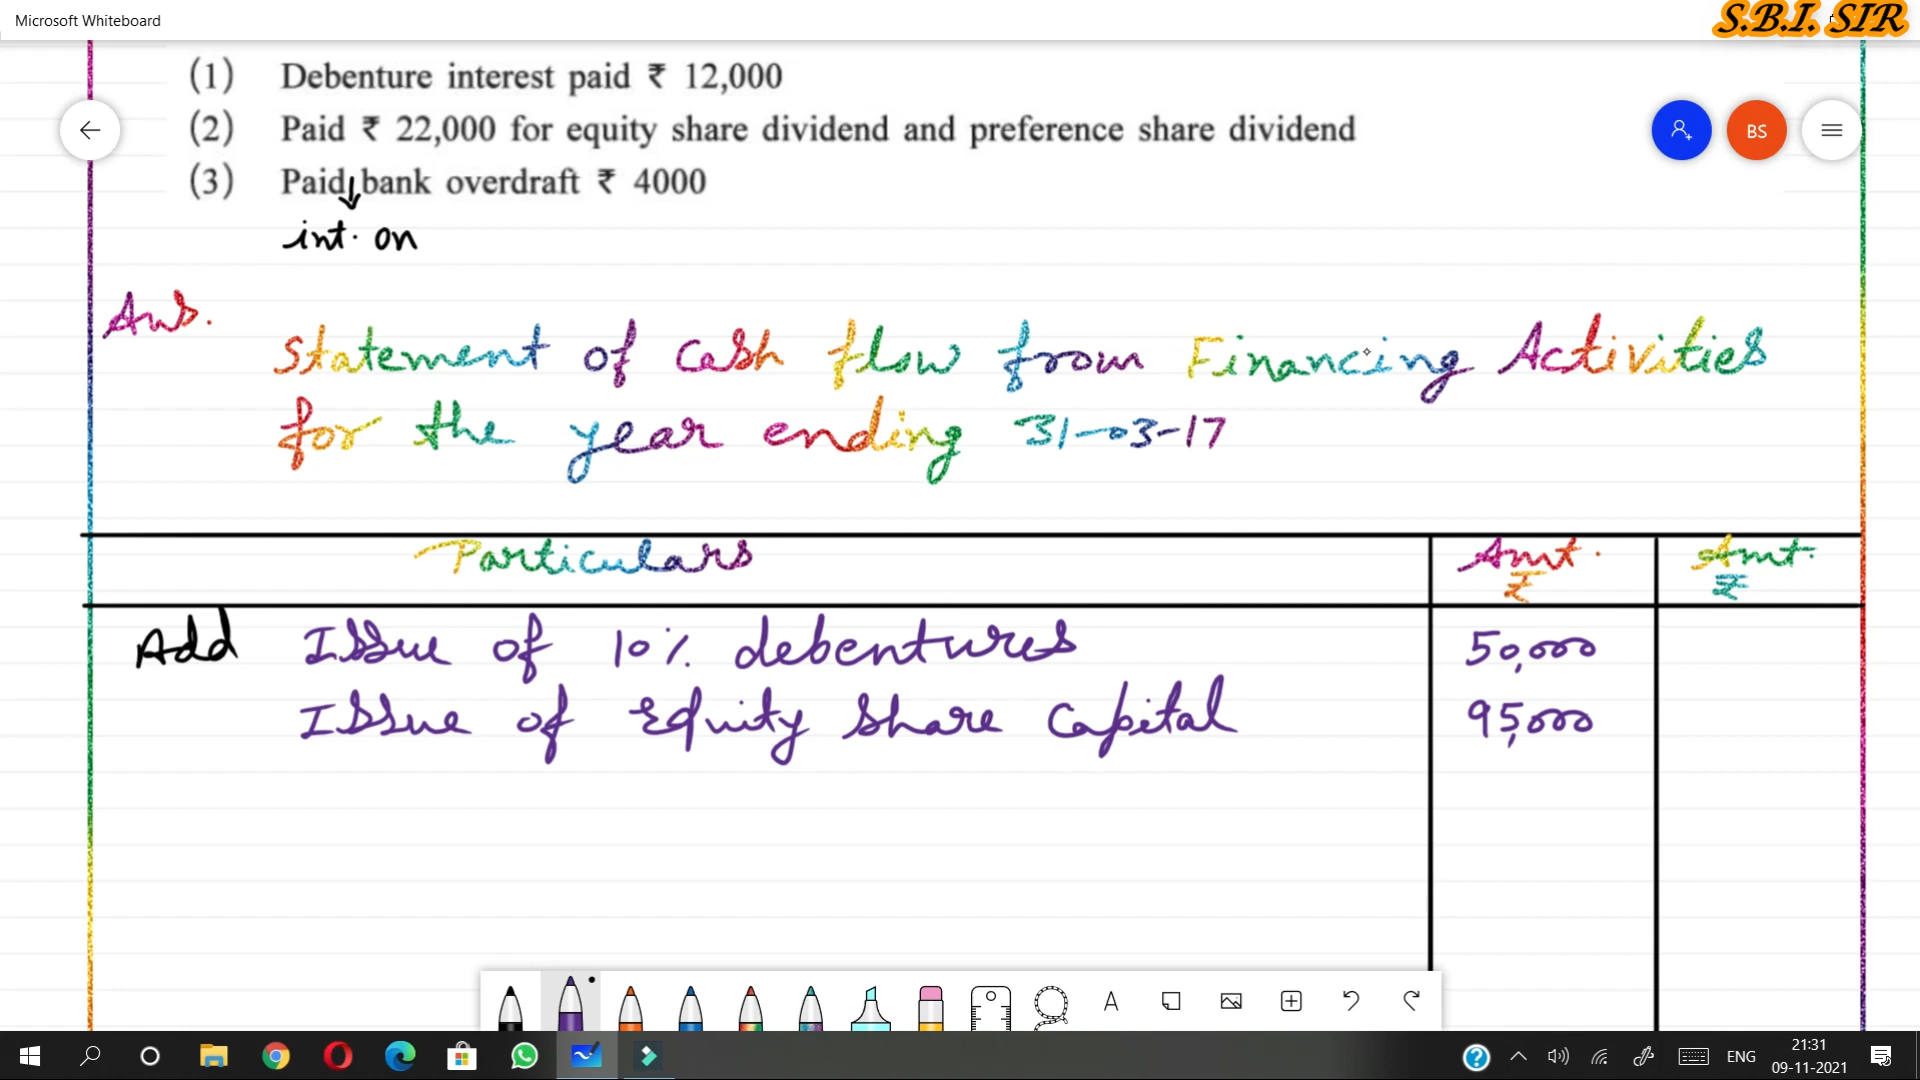 Microsoft Whiteboard
S.B.I. SIR
(1) Debenture interest paid ₹ 12,000
(2) Paid ₹ 22,000 for equity share dividend and preference share dividend
BS
(3) Paid bank overdraft ₹ 4000
int. on
Ans.
Statement of Cash flow from Financing Activities
for the year ending 31-03-17
Particulars Amt. ₹ Amt. ₹
Add Issue of 10% debentures 50,000
Issue of Equity Share Capital 95,000
A
ENG
21:31
09-11-2021